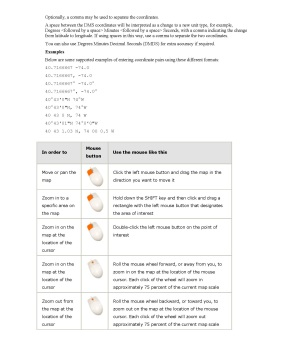 Optionally, a comma may be used to separate the coordinates.
A space between the DMS coordinates will be interpreted as a change to a new unit type, for example,
Degrees <followed by a space> Minutes <followed by a space> Seconds, with a comma indicating the change
from latitude to longitude. If using spaces in this way, use a comma to separate the two coordinates.
You can also use Degrees Minutes Decimal Seconds (DMDS) for extra accuracy if required
Examples
Below are some supported examples of entering coordinate pairs using these different formats
40.716660° -74.0
40.716667, -74.0
40.716667° -74.0°
40.716667°, -74.0°
40°43'0"N 74°W
40°43'0"N, 74°W
40 43 0 N, 74 W
40°43'01"N 74°0'0"W
40 43 1.03 N, 74 00 0.5 W
In order to
Mouse
button
Use the mouse like this
Move or pan the
map
Click the left mouse button and drag the map in the
direction you want to move it
Zoom in to a
specific area on
the map
Hold down the SHIFT key and then click and drag a
rectangle with the left mouse button that designates
the area of interest
Zoom in on the
map at the
location of the
cursor
Double-click the left mouse button on the point of
interest
Zoom in on the
map at the
location of the
cursor
Roll the mouse wheel forward, or away from you, to
zoom in on the map at the location of the mouse
cursor. Each click of the wheel will zoom in
approximately 75 percent of the current map scale
Zoom out from
the map at the
location of the
cursor
Roll the mouse wheel backward, or toward you, to
zoom out on the map at the location of the mouse
cursor. Each click of the wheel will zoom out
approximately 75 percent of the current map scale